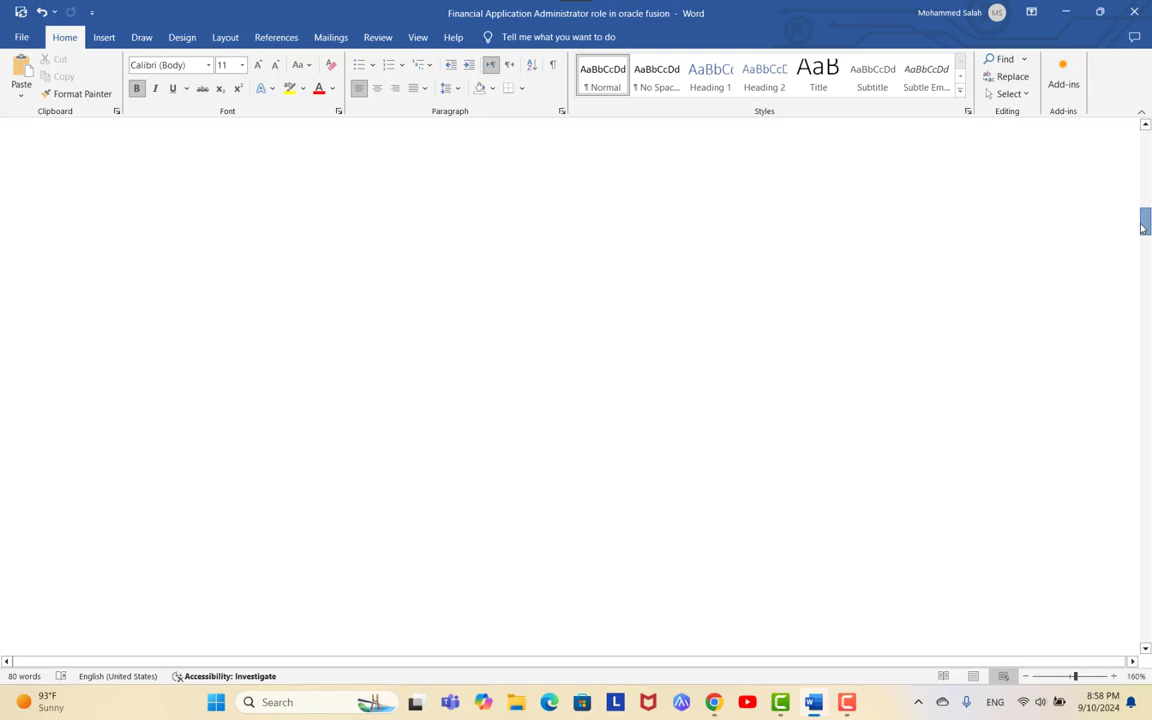 Financial Application Administrator role in oracle fusion - Word
Mohammed Salah MS
File Home Insert Draw Design Layout References Mailings Review View Help Tell me what you want to do
Paste
Cut
Copy
Format Painter
Clipboard
Calibri (Body) 11
Font
Paragraph
AaBbCcDd ¶ Normal
AaBbCcDd ¶ No Spac...
AaBbCc Heading 1
AaBbCcC Heading 2
AaB Title
AaBbCcDd Subtitle
AaBbCcDd Subtle Em...
Styles
Find
Replace
Select
Editing
Add-ins
Add-ins
80 words English (United States) Accessibility: Investigate
160%
93°F
Sunny
Search
ENG
8:58 PM
9/10/2024